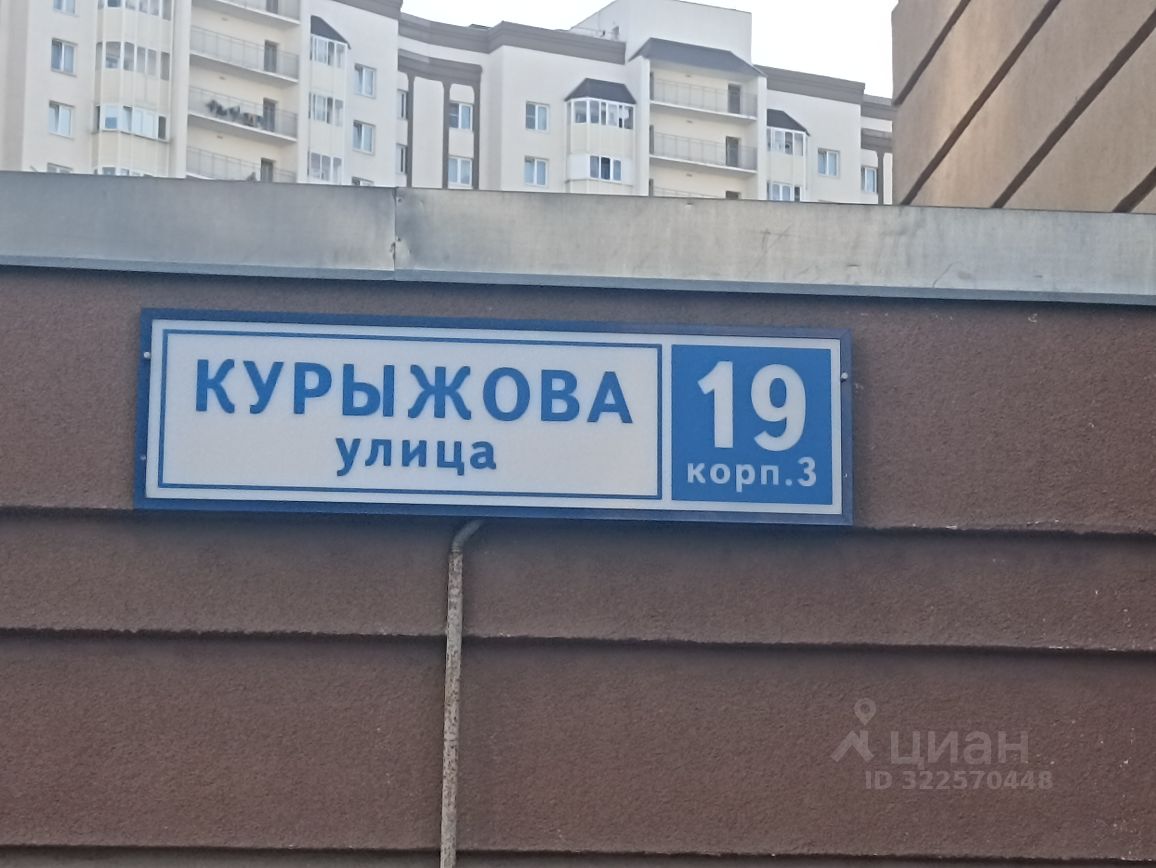 КУРЫЖОВА
улица
19
корп.3
циан
ID 322570448